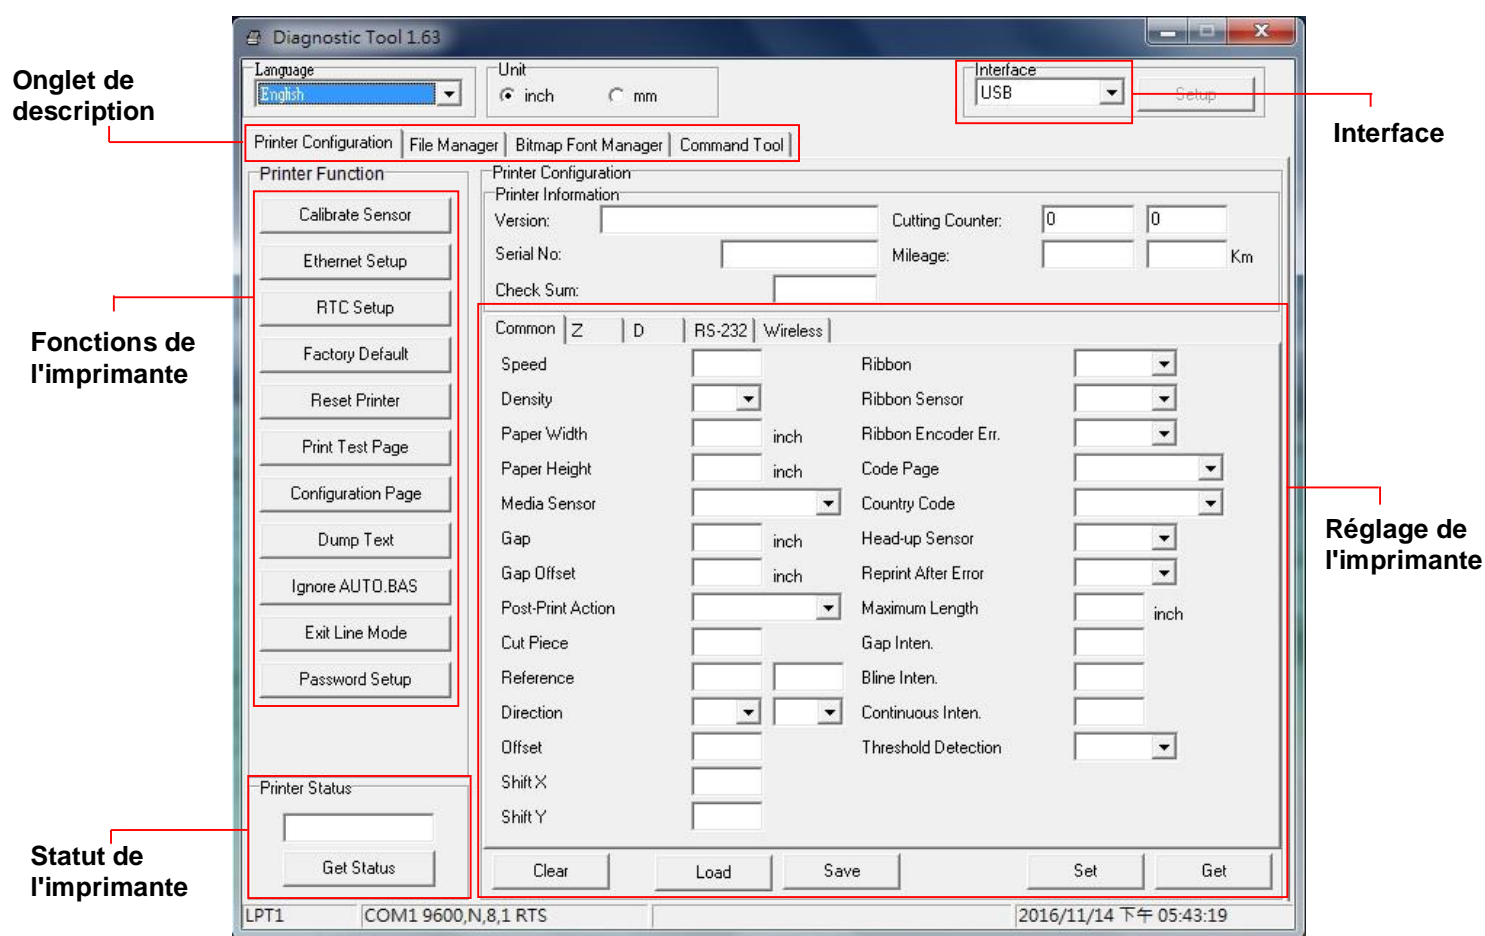 Diagnostic Tool 1.63
Language
English
Unit
inch
mm
Interface
USB
Setup
Onglet de
description
Interface
Printer Configuration
File Manager
Bitmap Font Manager
Command Tool
Printer Function
Calibrate Sensor
Ethernet Setup
RTC Setup
Factory Default
Reset Printer
Print Test Page
Configuration Page
Dump Text
Ignore AUTO.BAS
Exit Line Mode
Password Setup
Fonctions de
l'imprimante
Printer Configuration
Printer Information
Version:
Cutting Counter: 0 0
Serial No:
Mileage: Km
Check Sum:
Common Z D RS-232 Wireless
Speed
Ribbon
Density
Ribbon Sensor
Paper Width inch
Ribbon Encoder Err.
Paper Height inch
Code Page
Media Sensor
Country Code
Gap inch
Head-up Sensor
Gap Offset inch
Reprint After Error
Post-Print Action
Maximum Length inch
Cut Piece
Gap Inten.
Reference
Bline Inten.
Direction
Continuous Inten.
Offset
Threshold Detection
Shift X
Shift Y
Réglage de
l'imprimante
Printer Status
Get Status
Statut de
l'imprimante
Clear
Load
Save
Set
Get
LPT1
COM1 9600,N,8,1 RTS
2016/11/14 下午 05:43:19